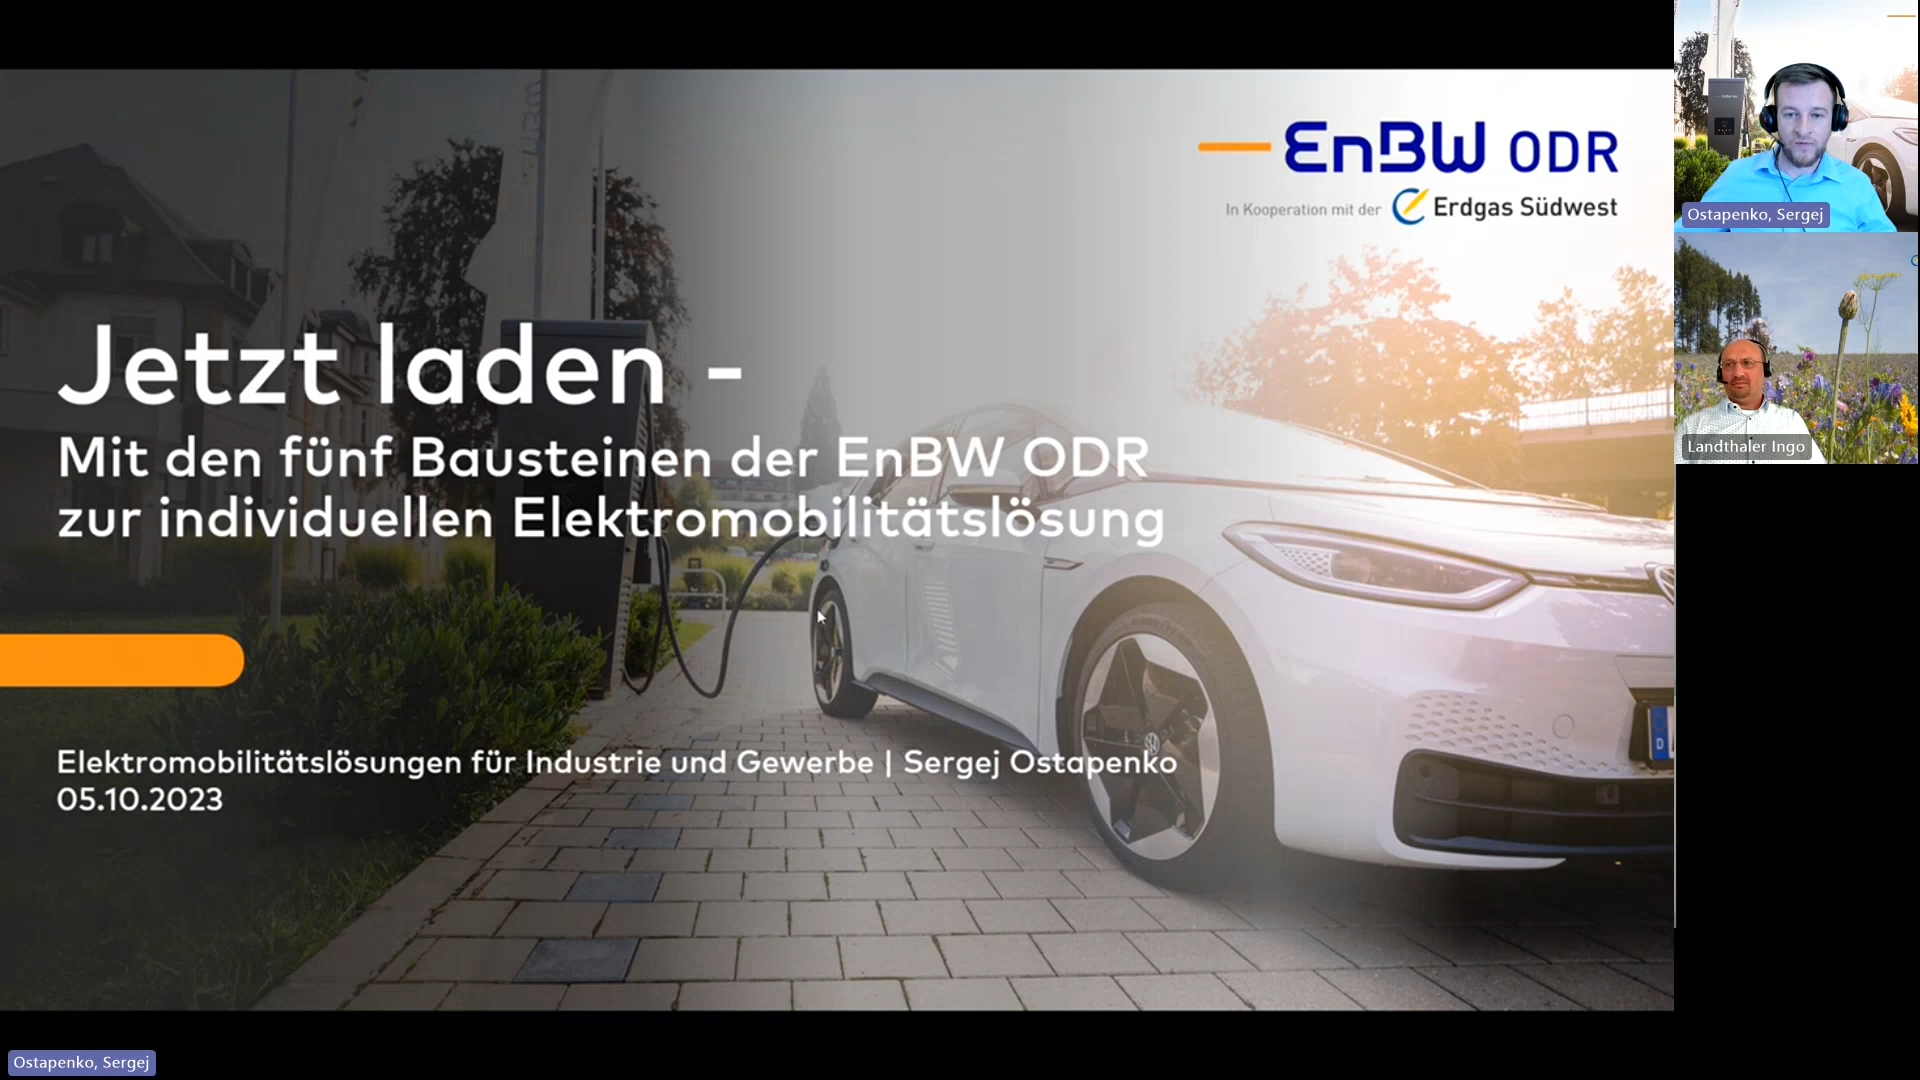 EnBW ODR
In Kooperation mit der Erdgas Südwest
Jetzt laden -
Mit den fünf Bausteinen der EnBW ODR
zur individuellen Elektromobilitätslösung
Elektromobilitätslösungen für Industrie und Gewerbe | Sergej Ostapenko
05.10.2023
Ostapenko, Sergej
Landthaler Ingo
Ostapenko, Sergej
D